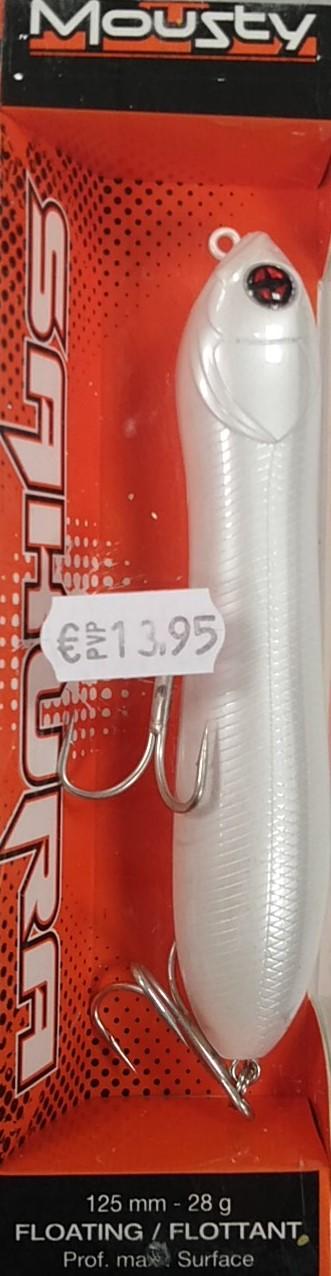 Mousty
SAKURA
€ PVP 13.95
125 mm - 28 g
FLOATING / FLOTTANT
Prof. max : Surface